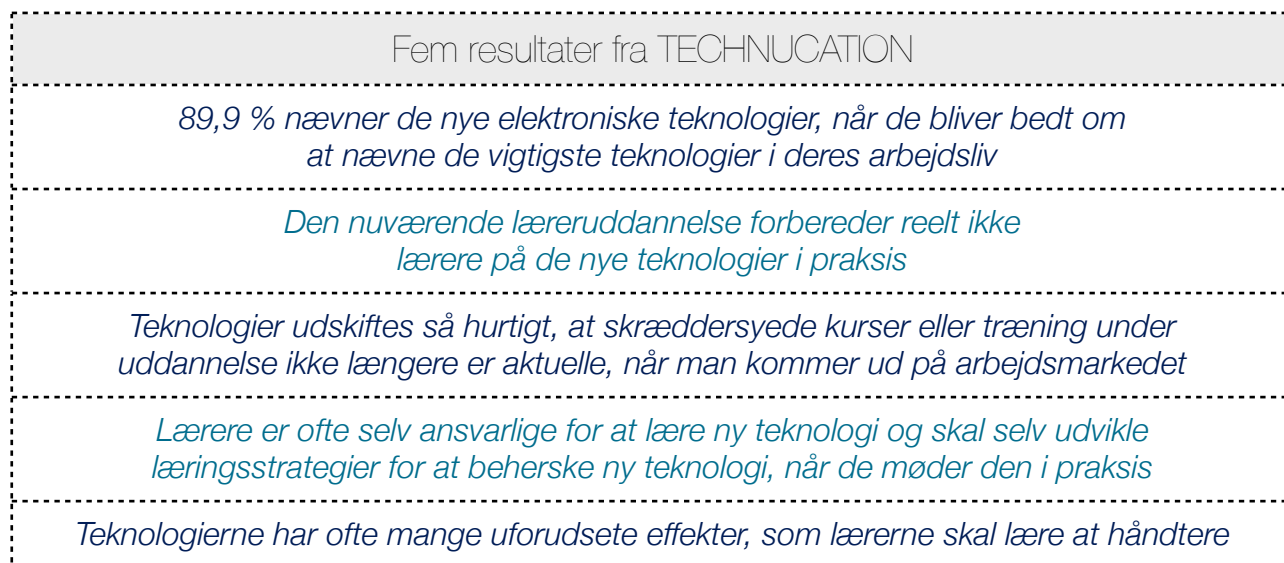 Fem resultater fra TECHNUCATION
89,9 % nævner de nye elektroniske teknologier, når de bliver bedt om
at nævne de vigtigste teknologier i deres arbejdsliv
Den nuværende læreruddannelse forbereder reelt ikke
lærere på de nye teknologier i praksis
Teknologier udskiftes så hurtigt, at skræddersyede kurser eller træning under
uddannelse ikke længere er aktuelle, når man kommer ud på arbejdsmarkedet
Lærere er ofte selv ansvarlige for at lære ny teknologi og skal selv udvikle
læringsstrategier for at beherske ny teknologi, når de møder den i praksis
Teknologierne har ofte mange uforudsete effekter, som lærerne skal lære at håndtere